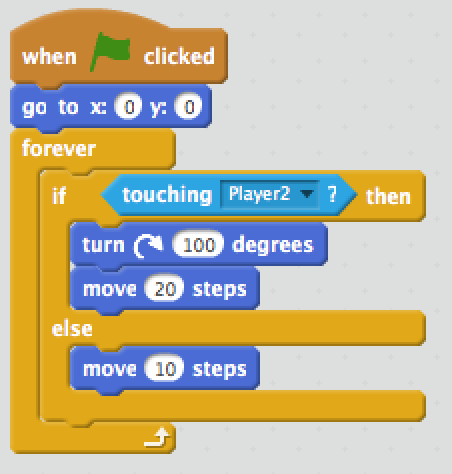 when clicked
go to x: 0 y: 0
forever
if touching Player2 ? then
turn 100 degrees
move 20 steps
else
move 10 steps